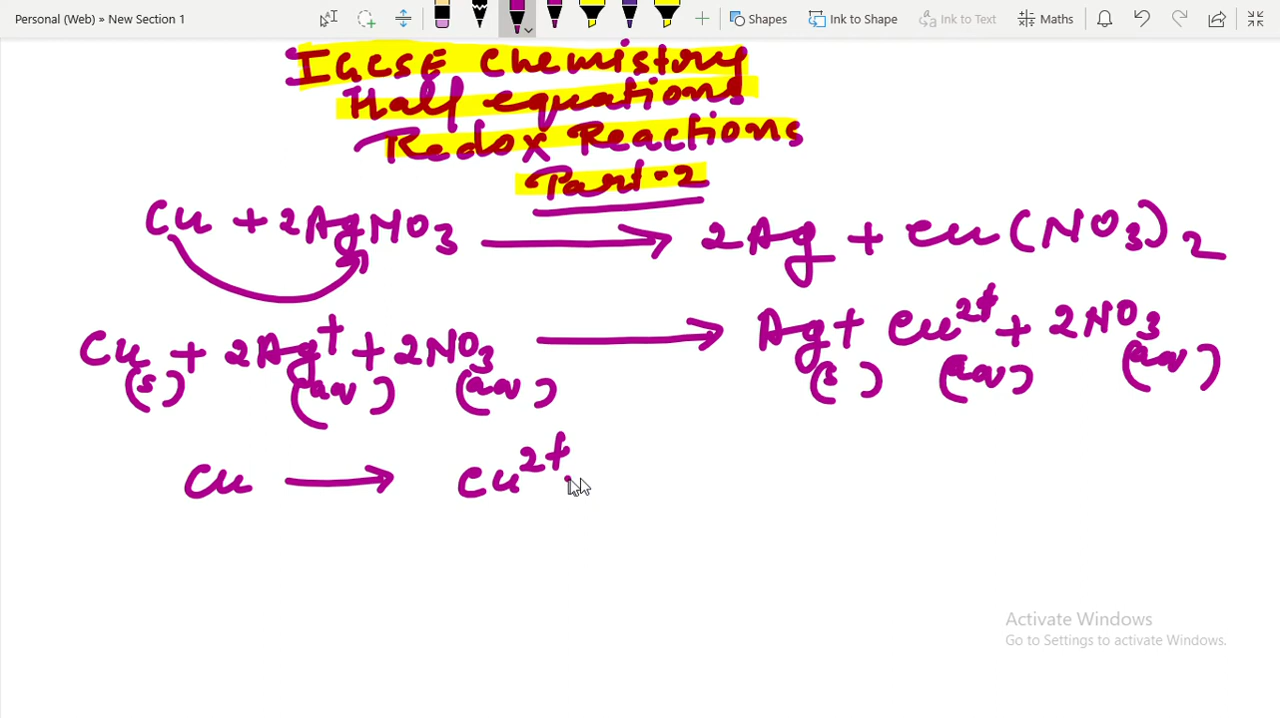 Personal (Web) » New Section 1
Shapes
Ink to Shape
Ink to Text
Maths
IGCSE Chemistry
Half equations
Redox Reactions
Part-2
Cu + 2AgNO3 → 2Ag + Cu(NO3)2
Cu(s) + 2Ag+(aq) + 2NO3(aq) → Ag(s) + Cu2+(aq) + 2NO3(aq)
Cu → Cu2+
Activate Windows
Go to Settings to activate Windows.